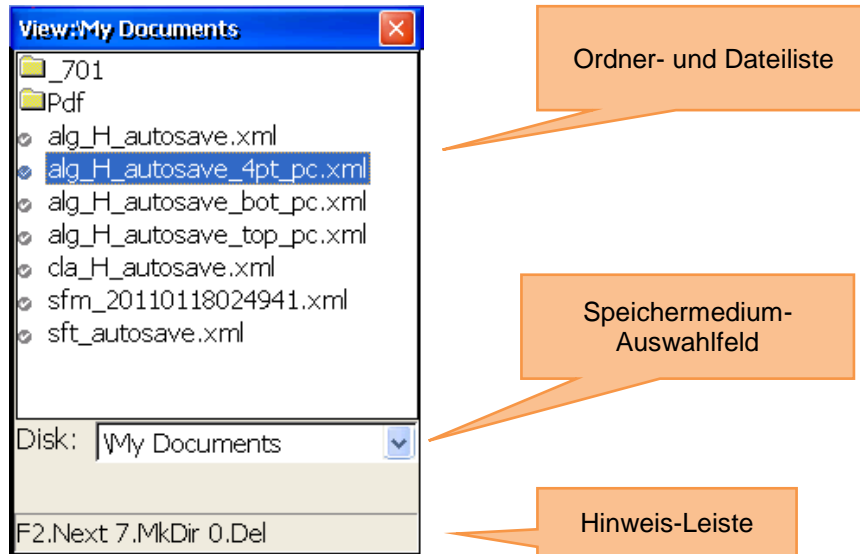 View:\My Documents
_701
Pdf
alg_H_autosave.xml
alg_H_autosave_4pt_pc.xml
alg_H_autosave_bot_pc.xml
alg_H_autosave_top_pc.xml
cla_H_autosave.xml
sfm_20110118024941.xml
sft_autosave.xml
Disk: \My Documents
F2.Next 7.MkDir 0.Del
Ordner- und Dateiliste
Speichermedium-
Auswahlfeld
Hinweis-Leiste